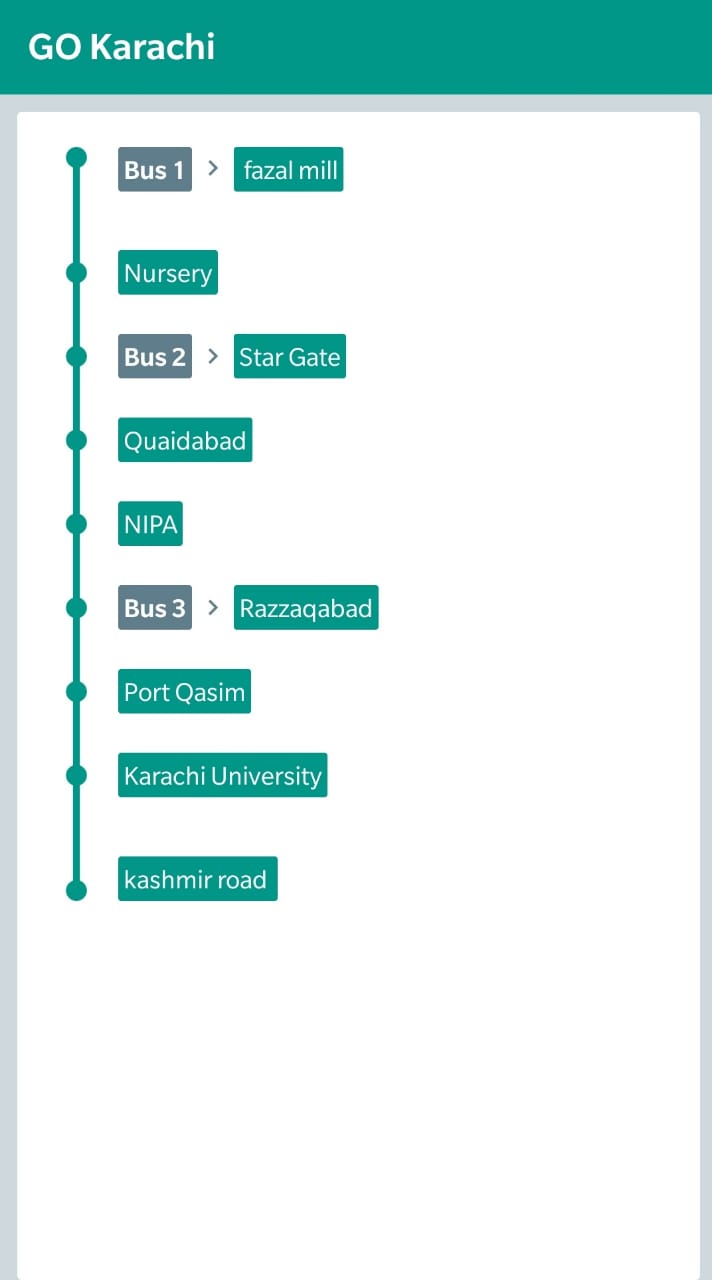 GO Karachi
Bus 1 > fazal mill
Nursery
Bus 2 > Star Gate
Quaidabad
NIPA
Bus 3 > Razzaqabad
Port Qasim
Karachi University
kashmir road